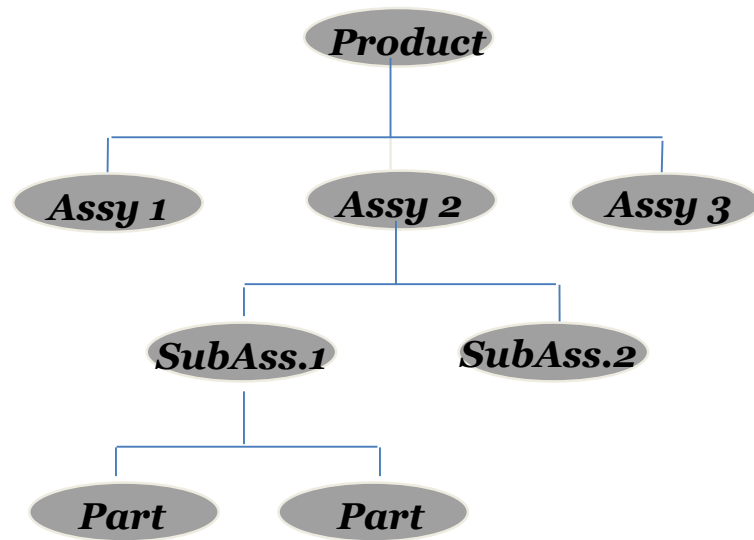 Product
Assy 1
Assy 2
Assy 3
SubAss.1
SubAss.2
Part
Part